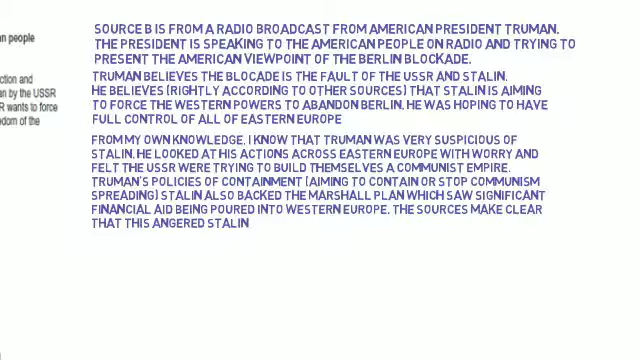 n people
ction and
an by the USSR
R wants to force
edom of the
SOURCE B IS FROM A RADIO BROADCAST FROM AMERICAN PRESIDENT TRUMAN.
THE PRESIDENT IS SPEAKING TO THE AMERICAN PEOPLE ON RADIO AND TRYING TO
PRESENT THE AMERICAN VIEWPOINT OF THE BERLIN BLOCKADE.
TRUMAN BELIEVES THE BLOCADE IS THE FAULT OF THE USSR AND STALIN.
HE BELIEVES (RIGHTLY ACCORDING TO OTHER SOURCES) THAT STALIN IS AIMING
TO FORCE THE WESTERN POWERS TO ABANDON BERLIN. HE WAS HOPING TO HAVE
FULL CONTROL OF ALL OF EASTERN EUROPE
FROM MY OWN KNOWLEDGE, I KNOW THAT TRUMAN WAS VERY SUSPICIOUS OF
STALIN. HE LOOKED AT HIS ACTIONS ACROSS EASTERN EUROPE WITH WORRY AND
FELT THE USSR WERE TRYING TO BUILD THEMSELVES A COMMUNIST EMPIRE.
TRUMAN'S POLICIES OF CONTAINMENT (AIMING TO CONTAIN OR STOP COMMUNISM
SPREADING) STALIN ALSO BACKED THE MARSHALL PLAN WHICH SAW SIGNIFICANT
FINANCIAL AID BEING POURED INTO WESTERN EUROPE. THE SOURCES MAKE CLEAR
THAT THIS ANGERED STALIN